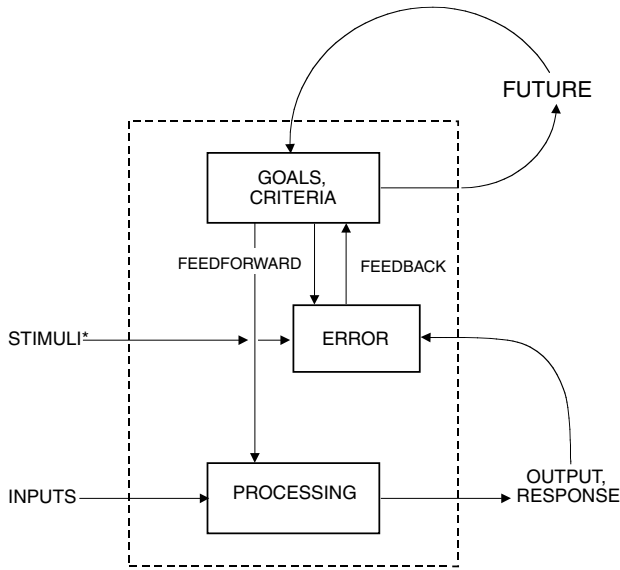 FUTURE
GOALS,
CRITERIA
FEEDFORWARD
FEEDBACK
STIMULI*
ERROR
INPUTS
PROCESSING
OUTPUT,
RESPONSE